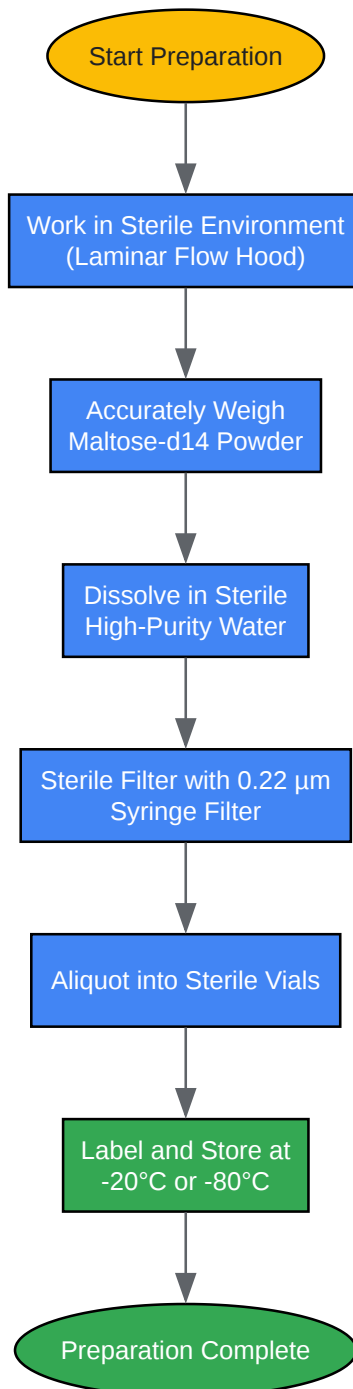 Start Preparation
Work in Sterile Environment
(Laminar Flow Hood)
Accurately Weigh
Maltose-d14 Powder
Dissolve in Sterile
High-Purity Water
Sterile Filter with 0.22 µm
Syringe Filter
Aliquot into Sterile Vials
Label and Store at
-20°C or -80°C
Preparation Complete